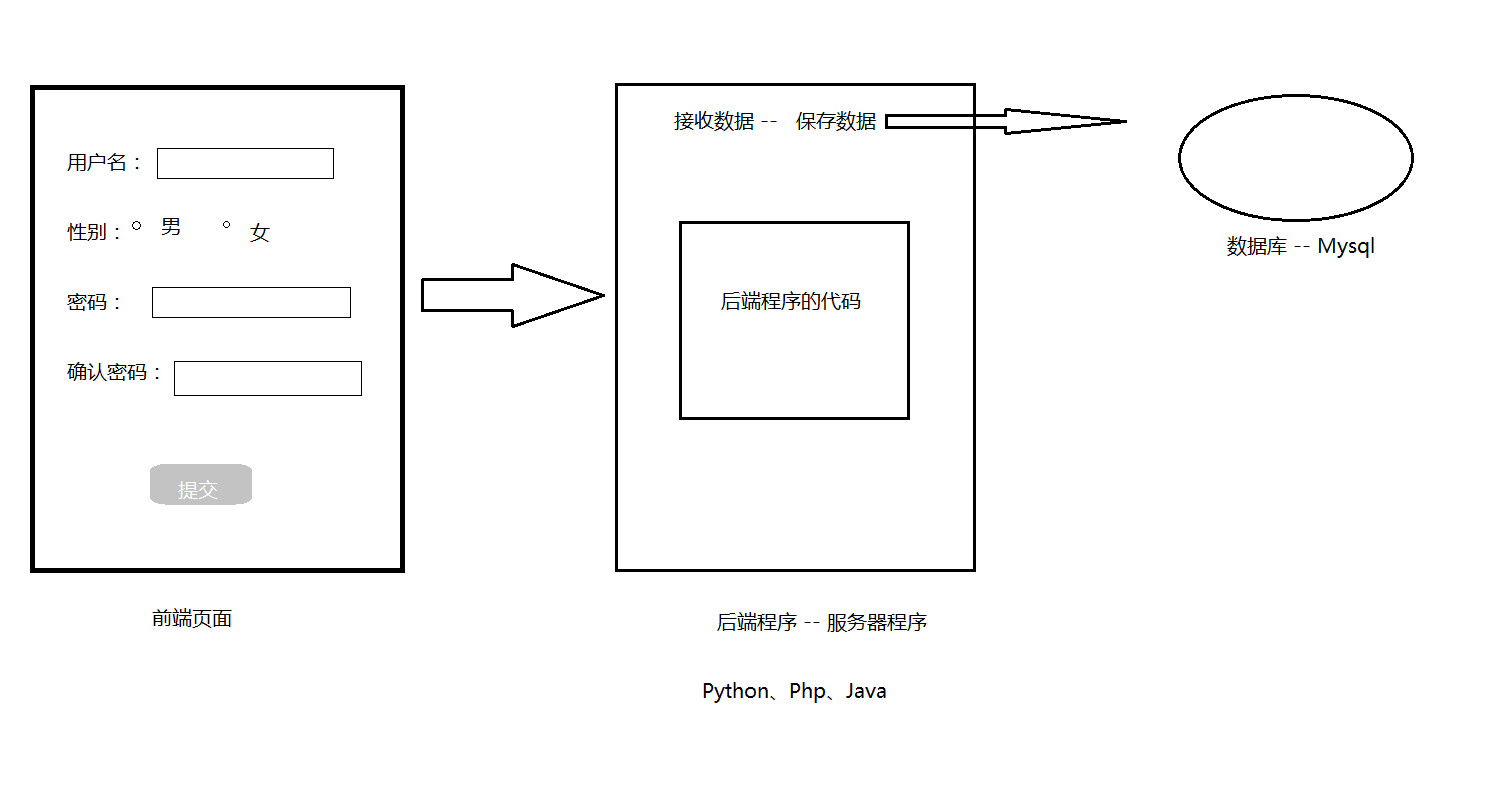 用户名：
性别：
男
女
密码：
确认密码：
提交
前端页面
接收数据 -- 保存数据
后端程序的代码
后端程序 -- 服务器程序
Python、Php、Java
数据库 -- Mysql